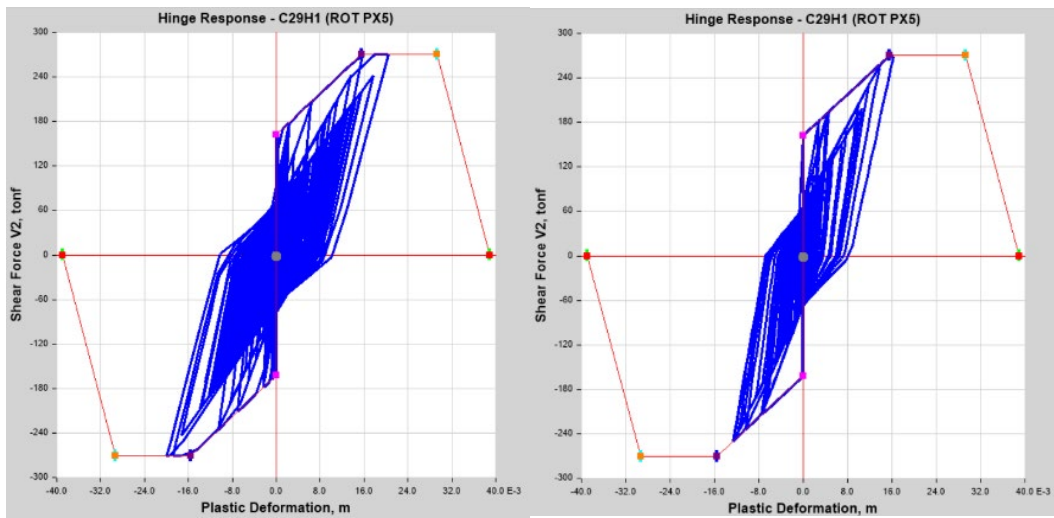 Hinge Response - C29H1 (ROT PX5)
Shear Force V2, tonf
300
240
180
120
60
0
-60
-120
-180
-240
-300
-40.0 -32.0 -24.0 -16.0 -8.0 0.0 8.0 16.0 24.0 32.0 40.0 E-3
Plastic Deformation, m
Hinge Response - C29H1 (ROT PX5)
Shear Force V2, tonf
300
240
180
120
60
0
-60
-120
-180
-240
-300
-40.0 -32.0 -24.0 -16.0 -8.0 0.0 8.0 16.0 24.0 32.0 40.0 E-3
Plastic Deformation, m